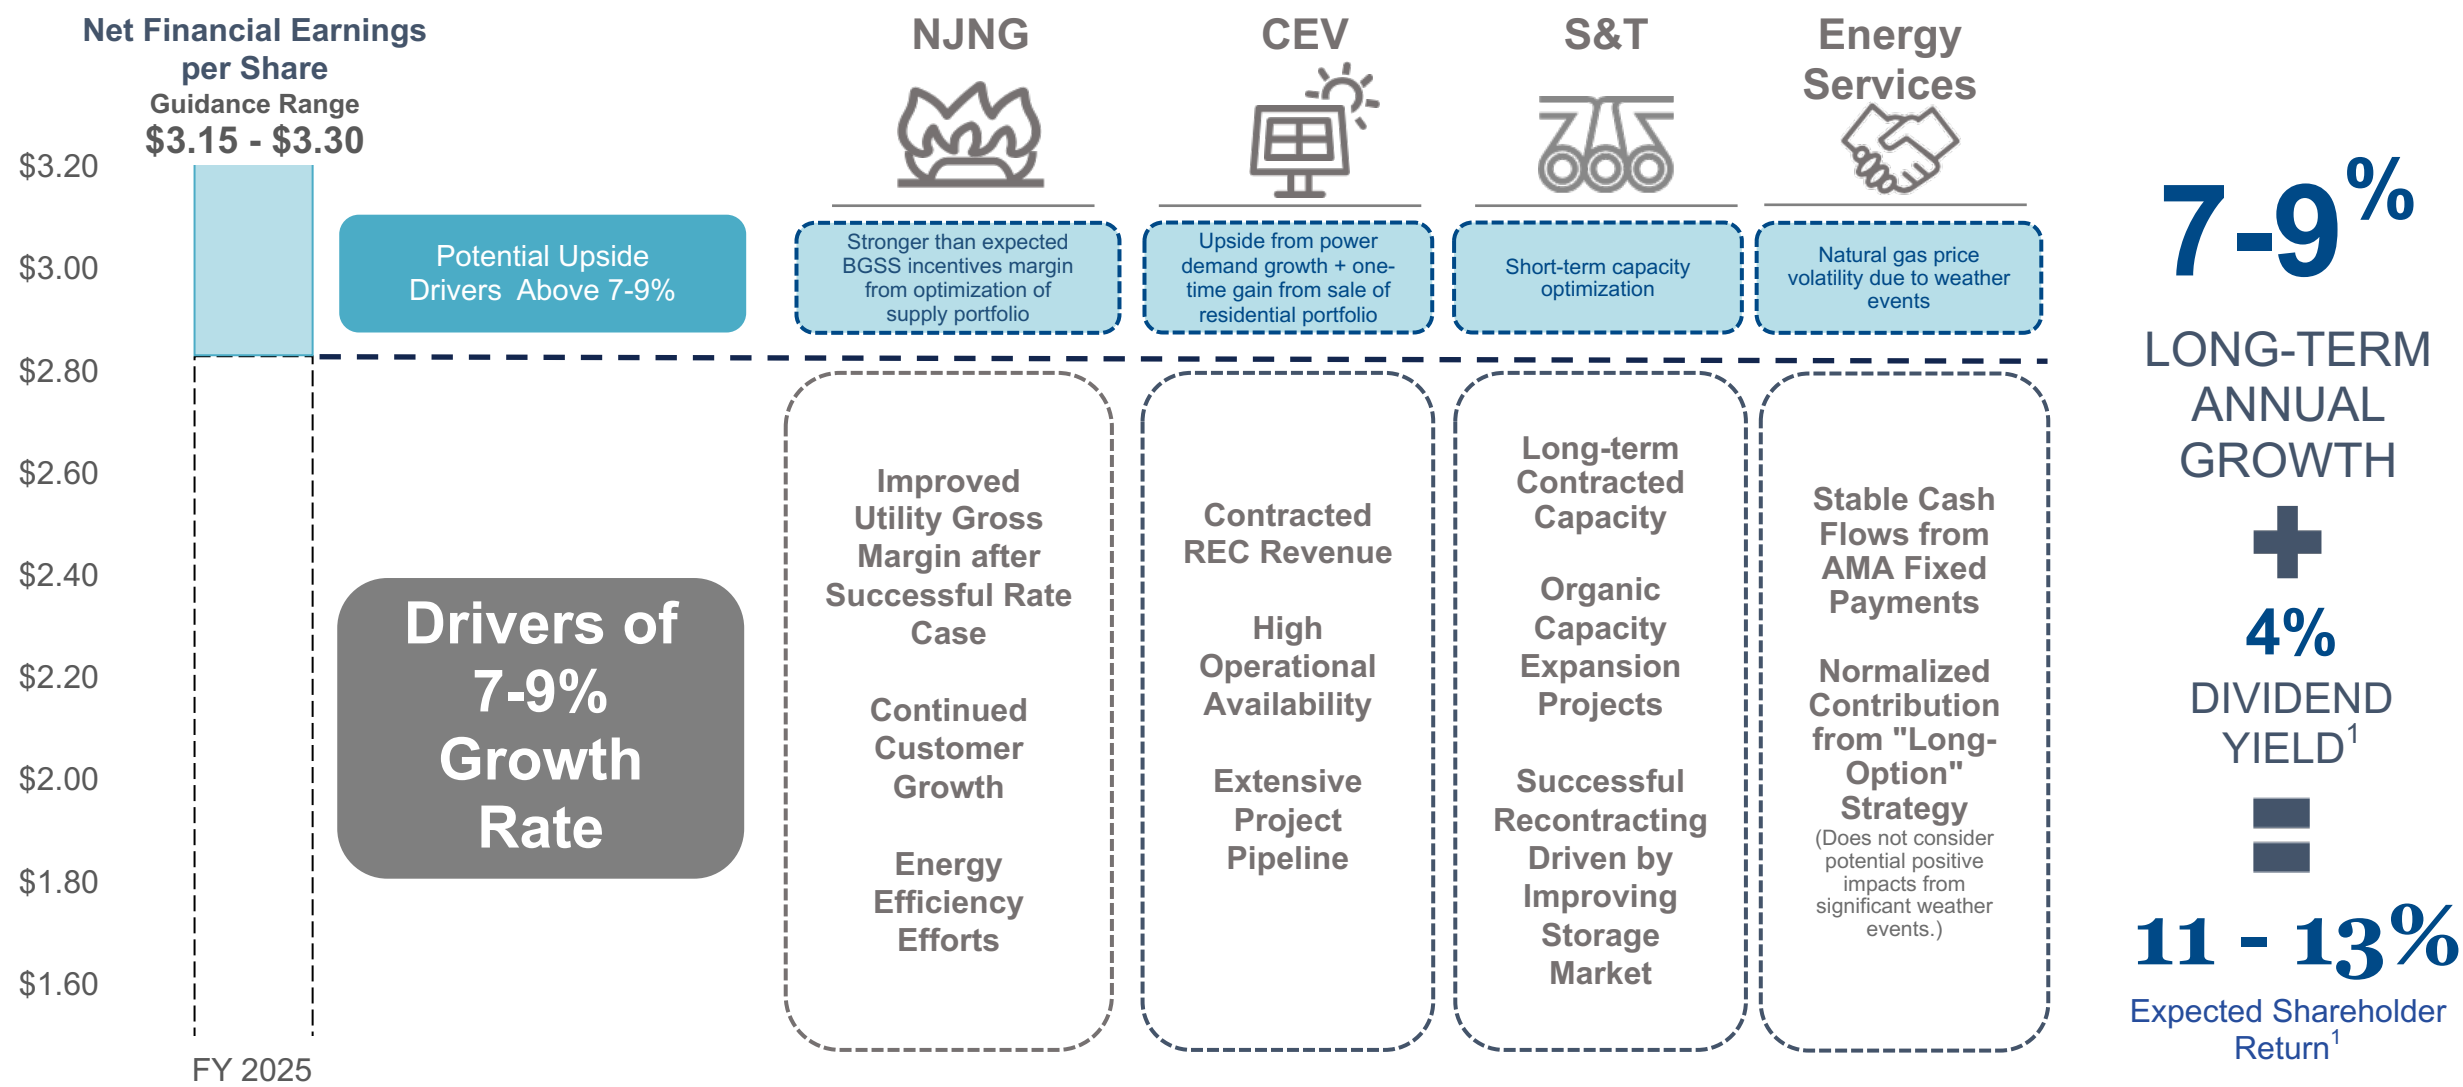 Net Financial Earnings
per Share
Guidance Range
$3.15 - $3.30
$3.20
$3.00
$2.80
$2.60
$2.40
$2.20
$2.00
$1.80
$1.60
FY 2025
Potential Upside
Drivers  Above 7-9%
Drivers of
7-9%
Growth
Rate
NJNG
Stronger than expected
BGSS incentives margin
from optimization of
supply portfolio
Improved
Utility Gross
Margin after
Successful Rate
Case
Continued
Customer
Growth
Energy
Efficiency
Efforts
CEV
Upside from power
demand growth + one-
time gain from sale of
residential portfolio
Contracted
REC Revenue
High
Operational
Availability
Extensive
Project
Pipeline
S&T
Short-term capacity
optimization
Long-term
Contracted
Capacity
Organic
Capacity
Expansion
Projects
Successful
Recontracting
Driven by
Improving
Storage
Market
Energy
Services
Natural gas price
volatility due to weather
events
Stable Cash
Flows from
AMA Fixed
Payments
Normalized
Contribution
from "Long-
Option"
Strategy
(Does not consider
potential positive
impacts from
significant weather
events.)
7-9%
LONG-TERM
ANNUAL
GROWTH
4%
DIVIDEND
YIELD1
11 - 13%
Expected Shareholder
Return1